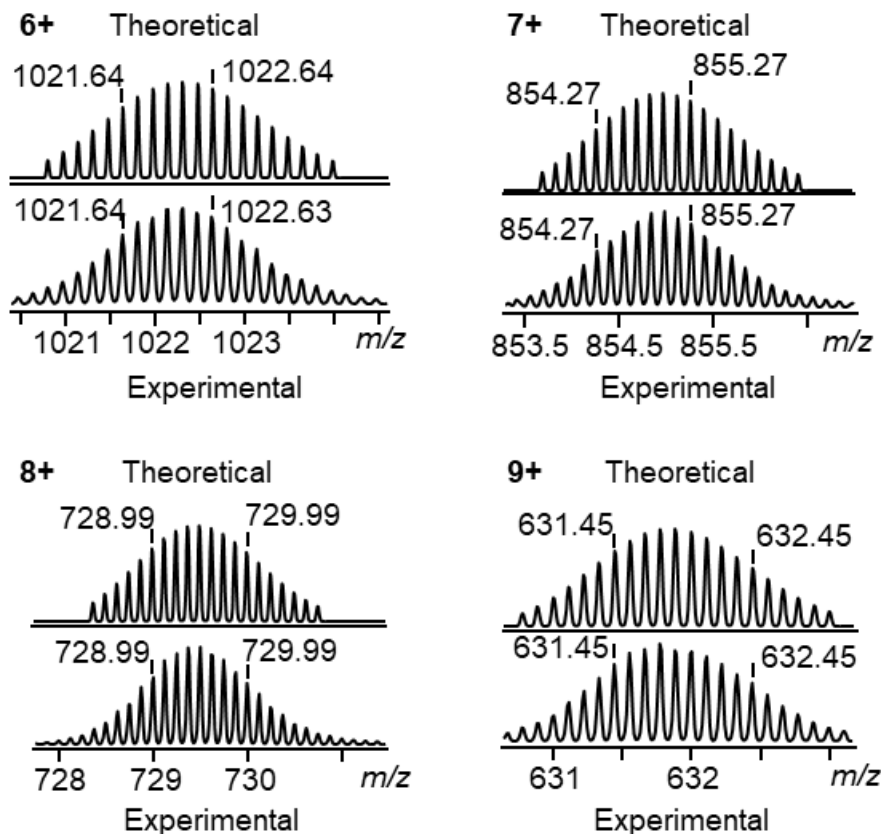 6+ Theoretical
1021.64 1022.64
1021.64 1022.63
1021 1022 1023 m/z
Experimental
7+ Theoretical
854.27 855.27
854.27 855.27
853.5 854.5 855.5 m/z
Experimental
8+ Theoretical
728.99 729.99
728.99 729.99
728 729 730 m/z
Experimental
9+ Theoretical
631.45 632.45
631.45 632.45
631 632 m/z
Experimental